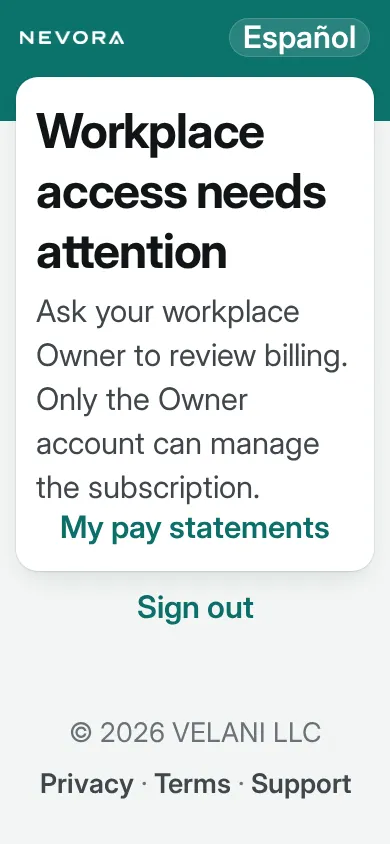 NEVORA
Español
Workplace
access needs
attention
Ask your workplace
Owner to review billing.
Only the Owner
account can manage
the subscription.
My pay statements
Sign out
© 2026 VELANI LLC
Privacy · Terms · Support